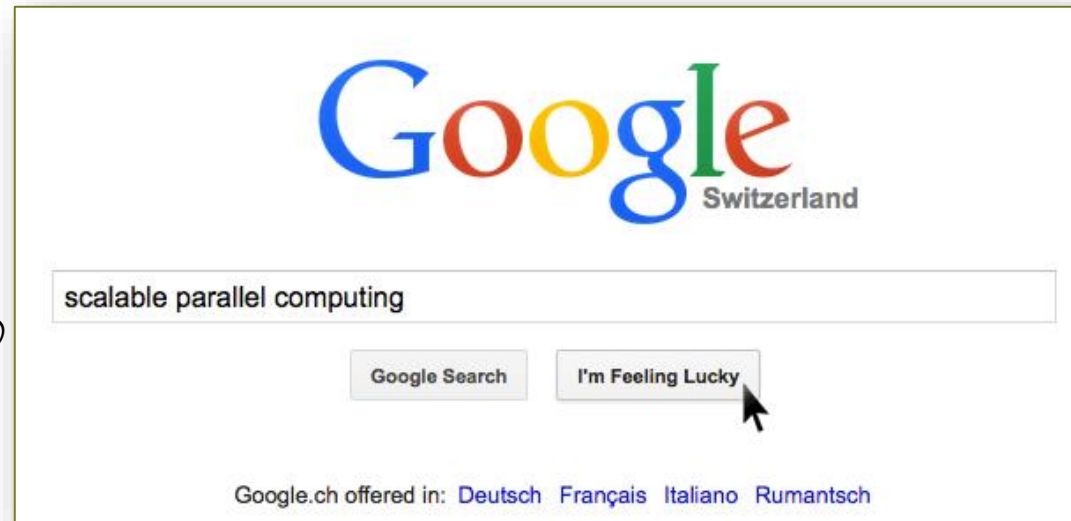 Google
Switzerland
scalable parallel computing
Google Search I'm Feeling Lucky
Google.ch offered in: Deutsch Français Italiano Rumantsch